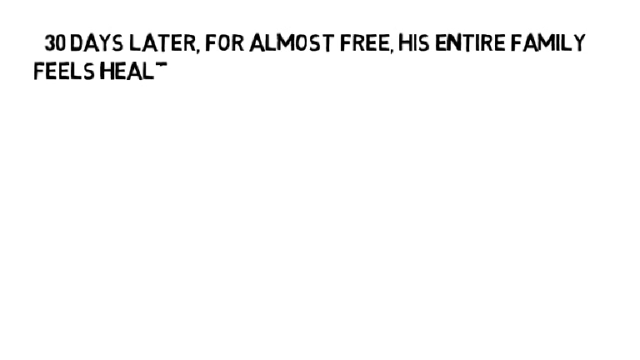 30 DAYS LATER, FOR ALMOST FREE, HIS ENTIRE FAMILY
FEELS HEAL